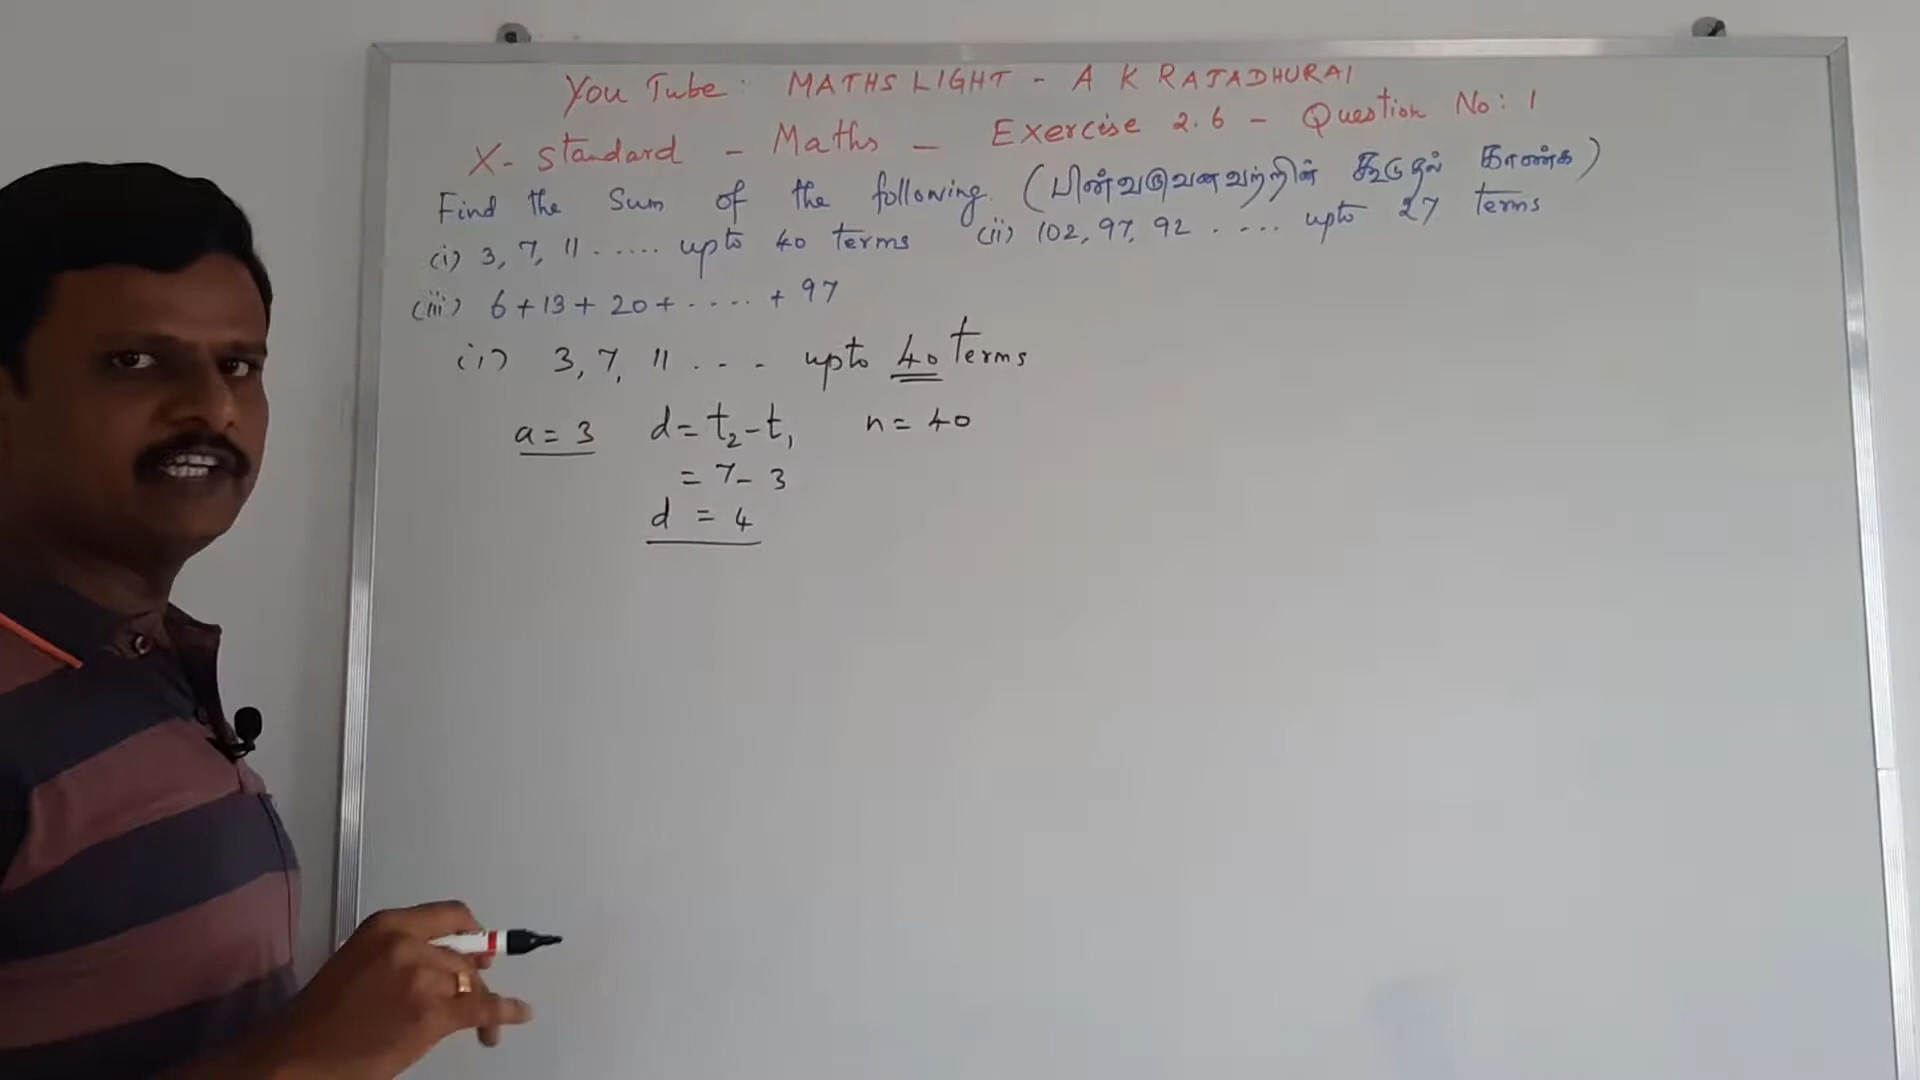 You Tube: MATHS LIGHT - A K RAJADHURAI
X - Standard - Maths - Exercise 2.6 - Question No: 1
Find the Sum of the following (பின்வருவனவற்றின் கூடுதல் காண்க)
(i) 3, 7, 11 ...... upto 40 terms (ii) 102, 97, 92 ..... upto 27 terms
(iii) 6 + 13 + 20 + ..... + 97
(i) 3, 7, 11 ... upto 40 terms
a = 3 d = t₂ - t₁ n = 40
= 7 - 3
d = 4